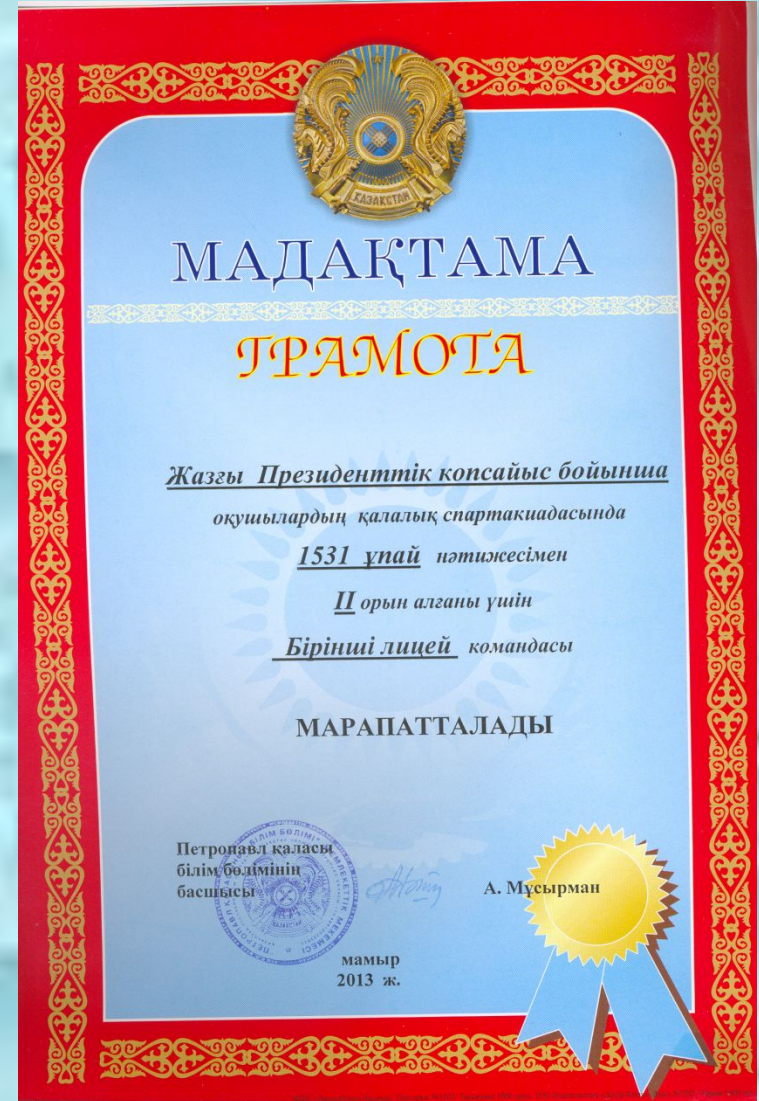 ҚАЗАҚСТАН
МАДАҚТАМА
ГРАМОТА
Жазғы Президенттік копсайыс бойынша
оқушылардың қалалық спартакиадасында
1531 ұпай нәтижесімен
ІІ орын алғаны үшін
Бірінші лицей командасы
МАРАПАТТАЛАДЫ
Петропавл қаласы
білім бөлімінің
басшысы
А. Мұсырман
мамыр
2013 ж.